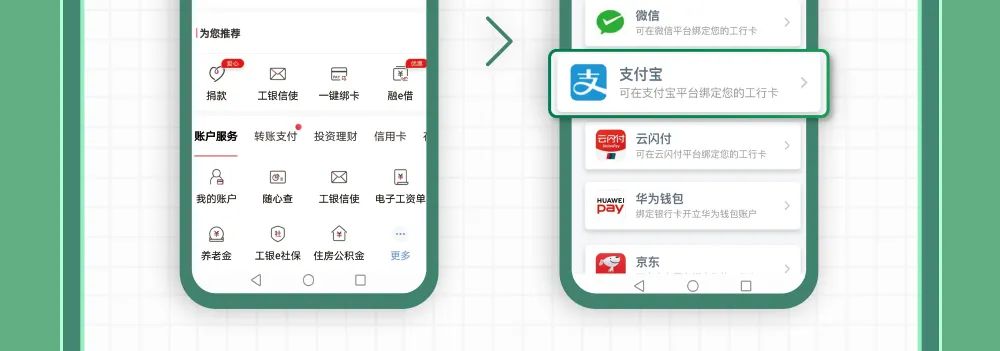 为您推荐
爱心
优惠
捐款
工银信使
一键绑卡
融e借
账户服务
转账支付
投资理财
信用卡
我的账户
随心查
工银信使
电子工资单
养老金
工银e社保
住房公积金
更多
微信
可在微信平台绑定您的工行卡
支
支付宝
可在支付宝平台绑定您的工行卡
云闪付
云闪付
可在云闪付平台绑定您的工行卡
HUAWEI
pay
华为钱包
绑定银行卡开立华为钱包账户
京东